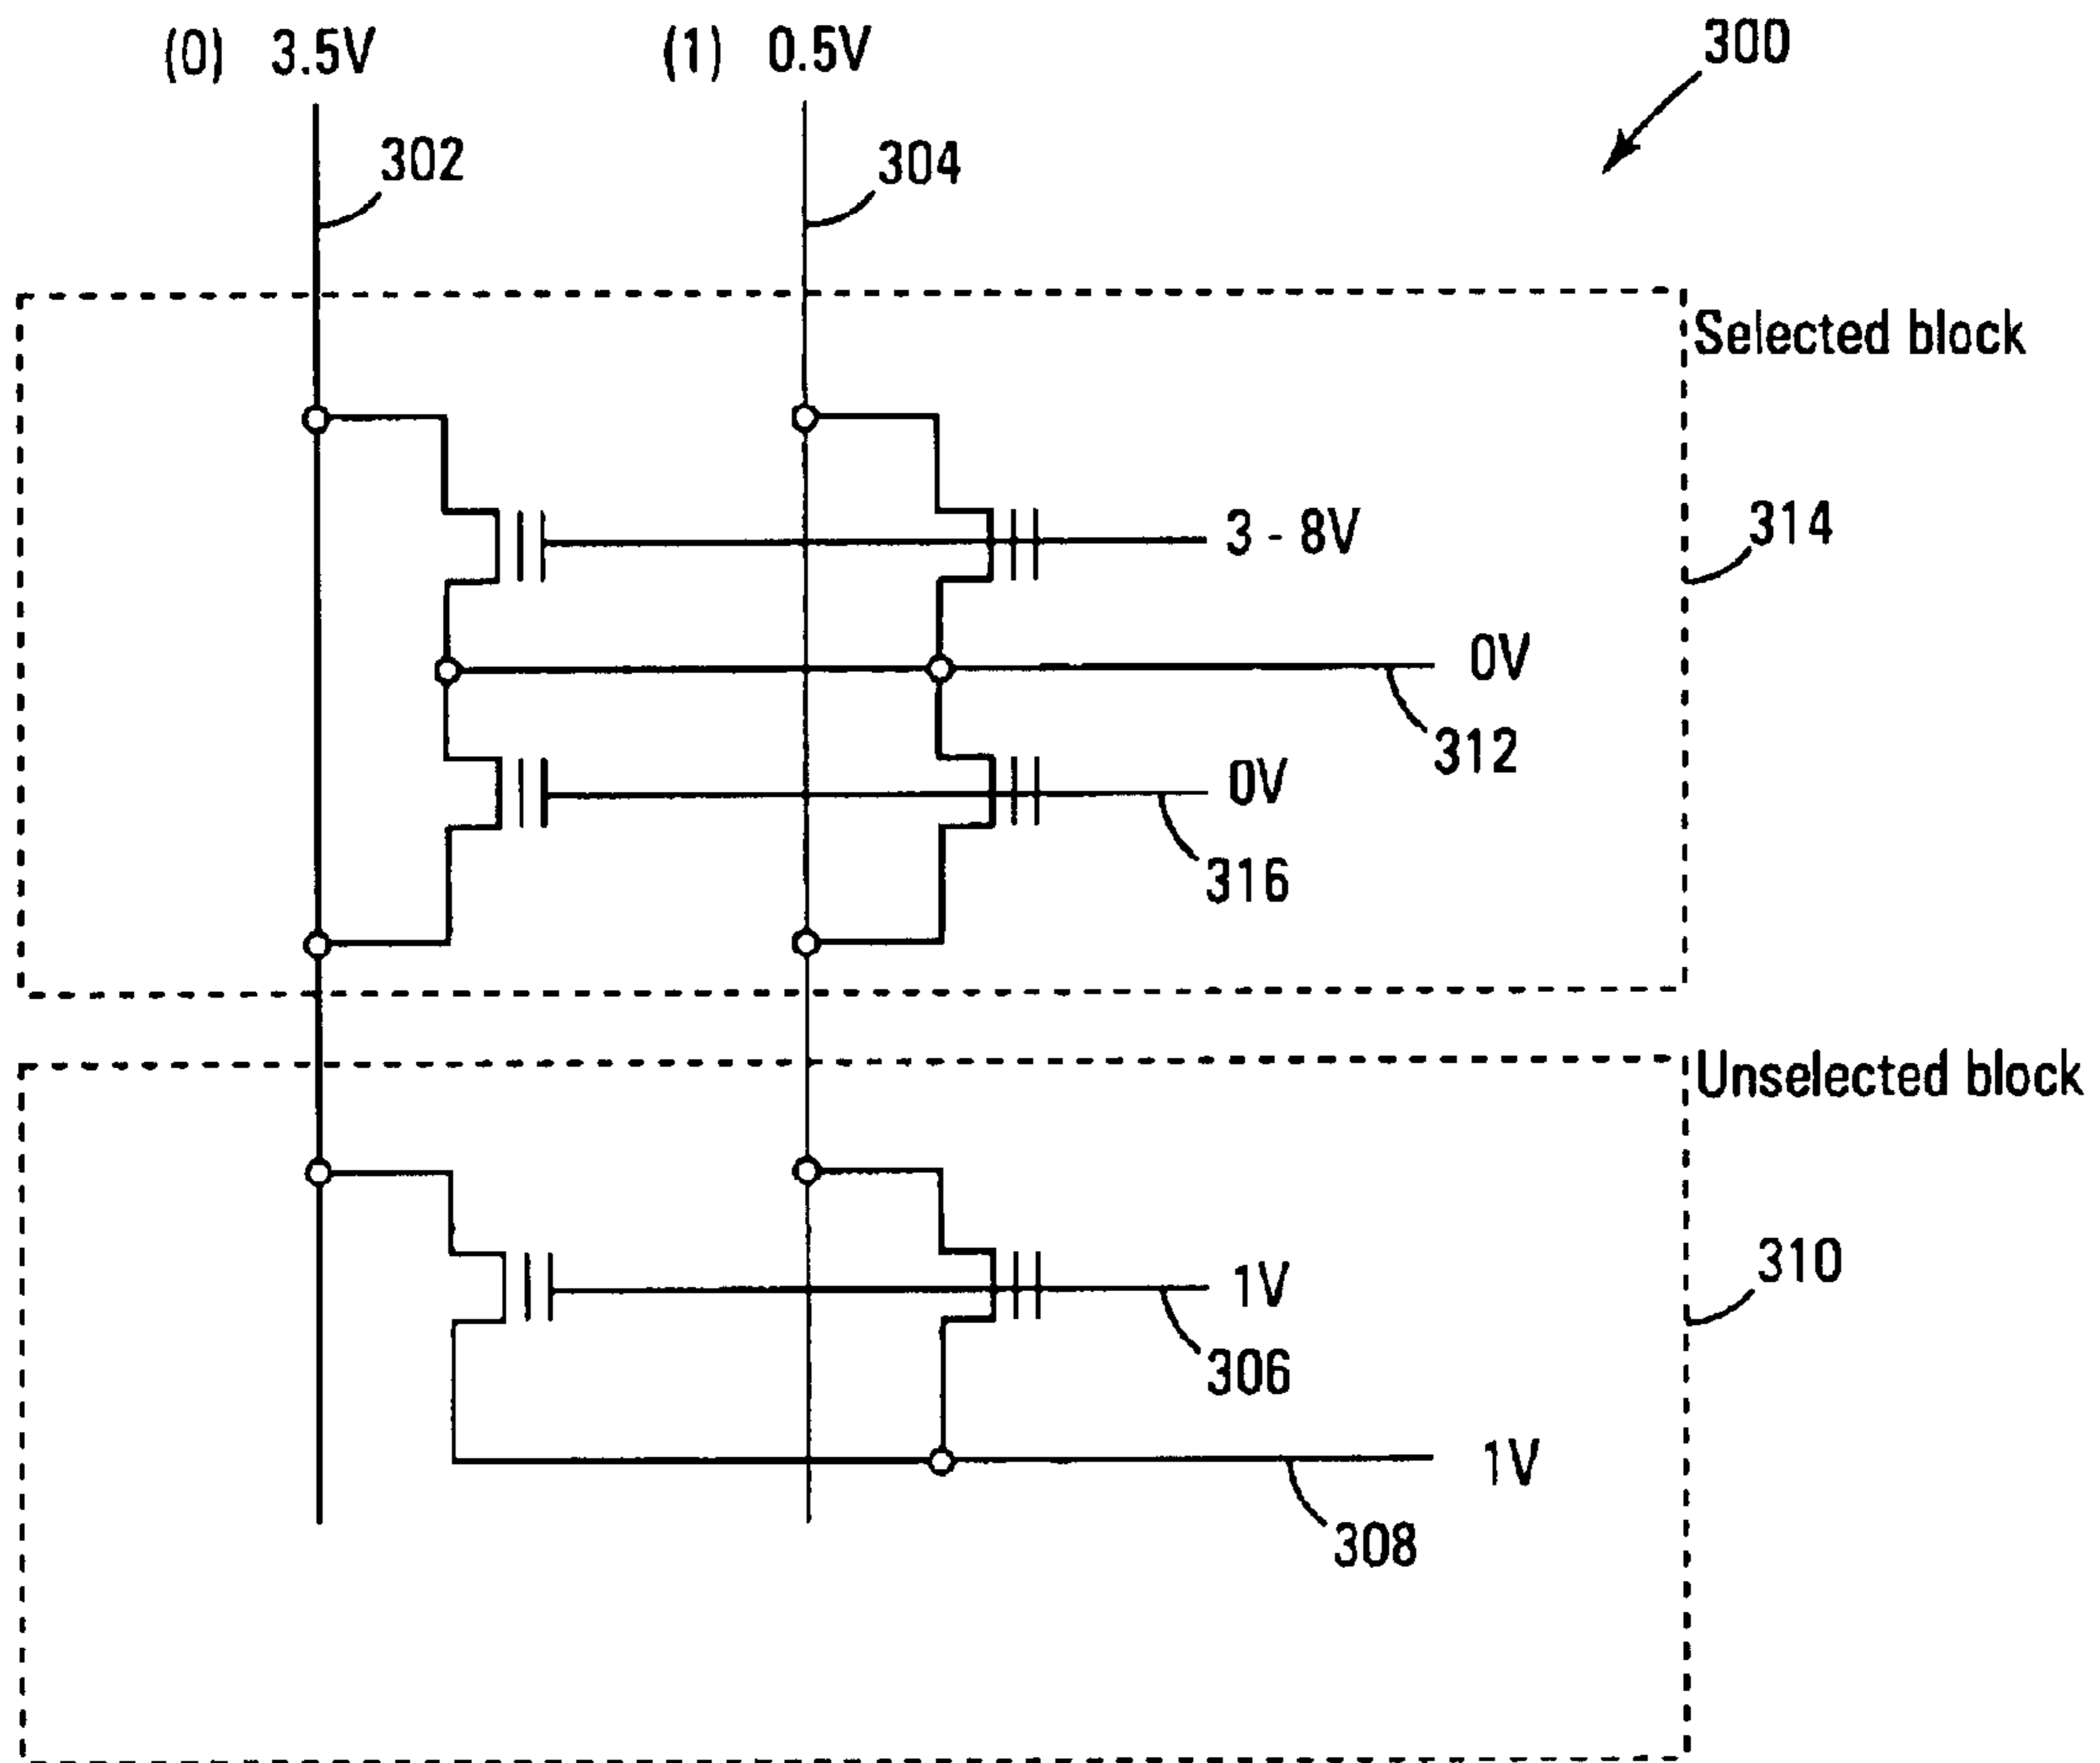 (0) 3.5V (1) 0.5V 300
302 304
Selected block
3 - 8V 314
0V
312
0V
316
Unselected block
1V 310
306
1V
308